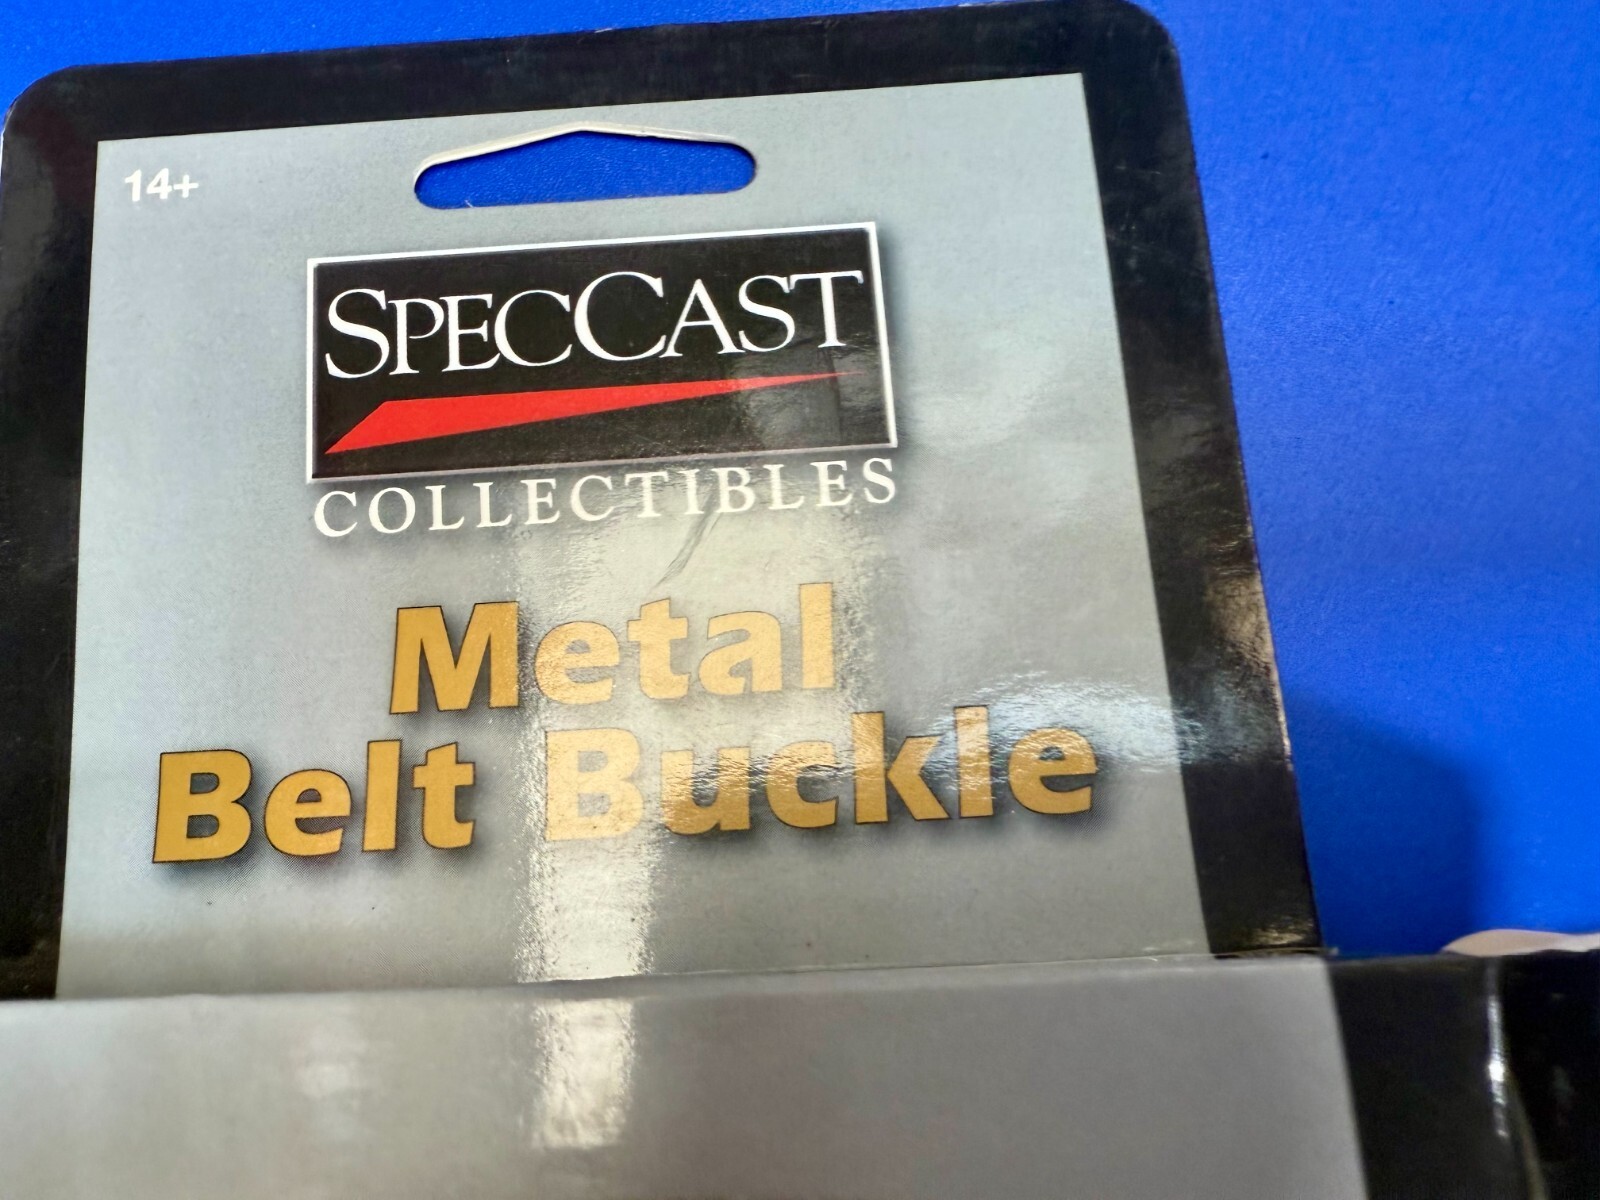 14+
SPECCAST
COLLECTIBLES
Metal
Belt Buckle